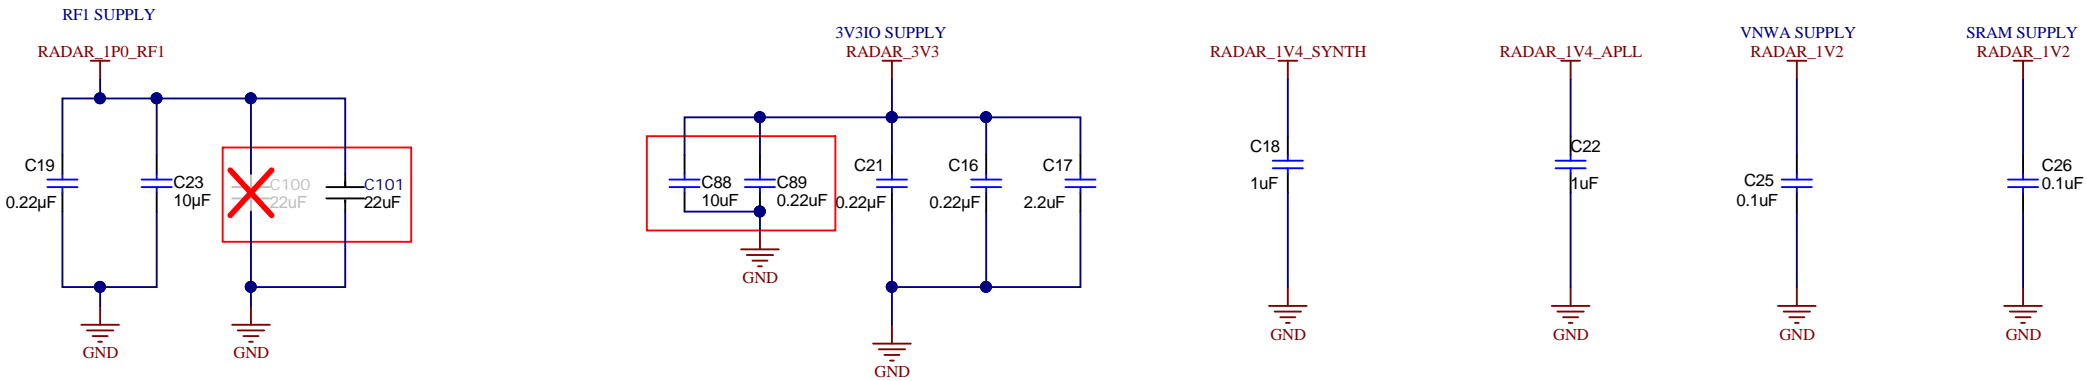 RF1 SUPPLY
RADAR_1P0_RF1
C19
0.22µF
C23
10µF
C100
22uF
C101
22uF
GND
GND
3V3IO SUPPLY
RADAR_3V3
C88
10uF
C89
0.22uF
C21
0.22µF
C16
0.22µF
C17
2.2uF
GND
GND
RADAR_1V4_SYNTH
C18
1uF
GND
RADAR_1V4_APLL
C22
1uF
GND
VNWA SUPPLY
RADAR_1V2
C25
0.1uF
GND
SRAM SUPPLY
RADAR_1V2
C26
0.1uF
GND